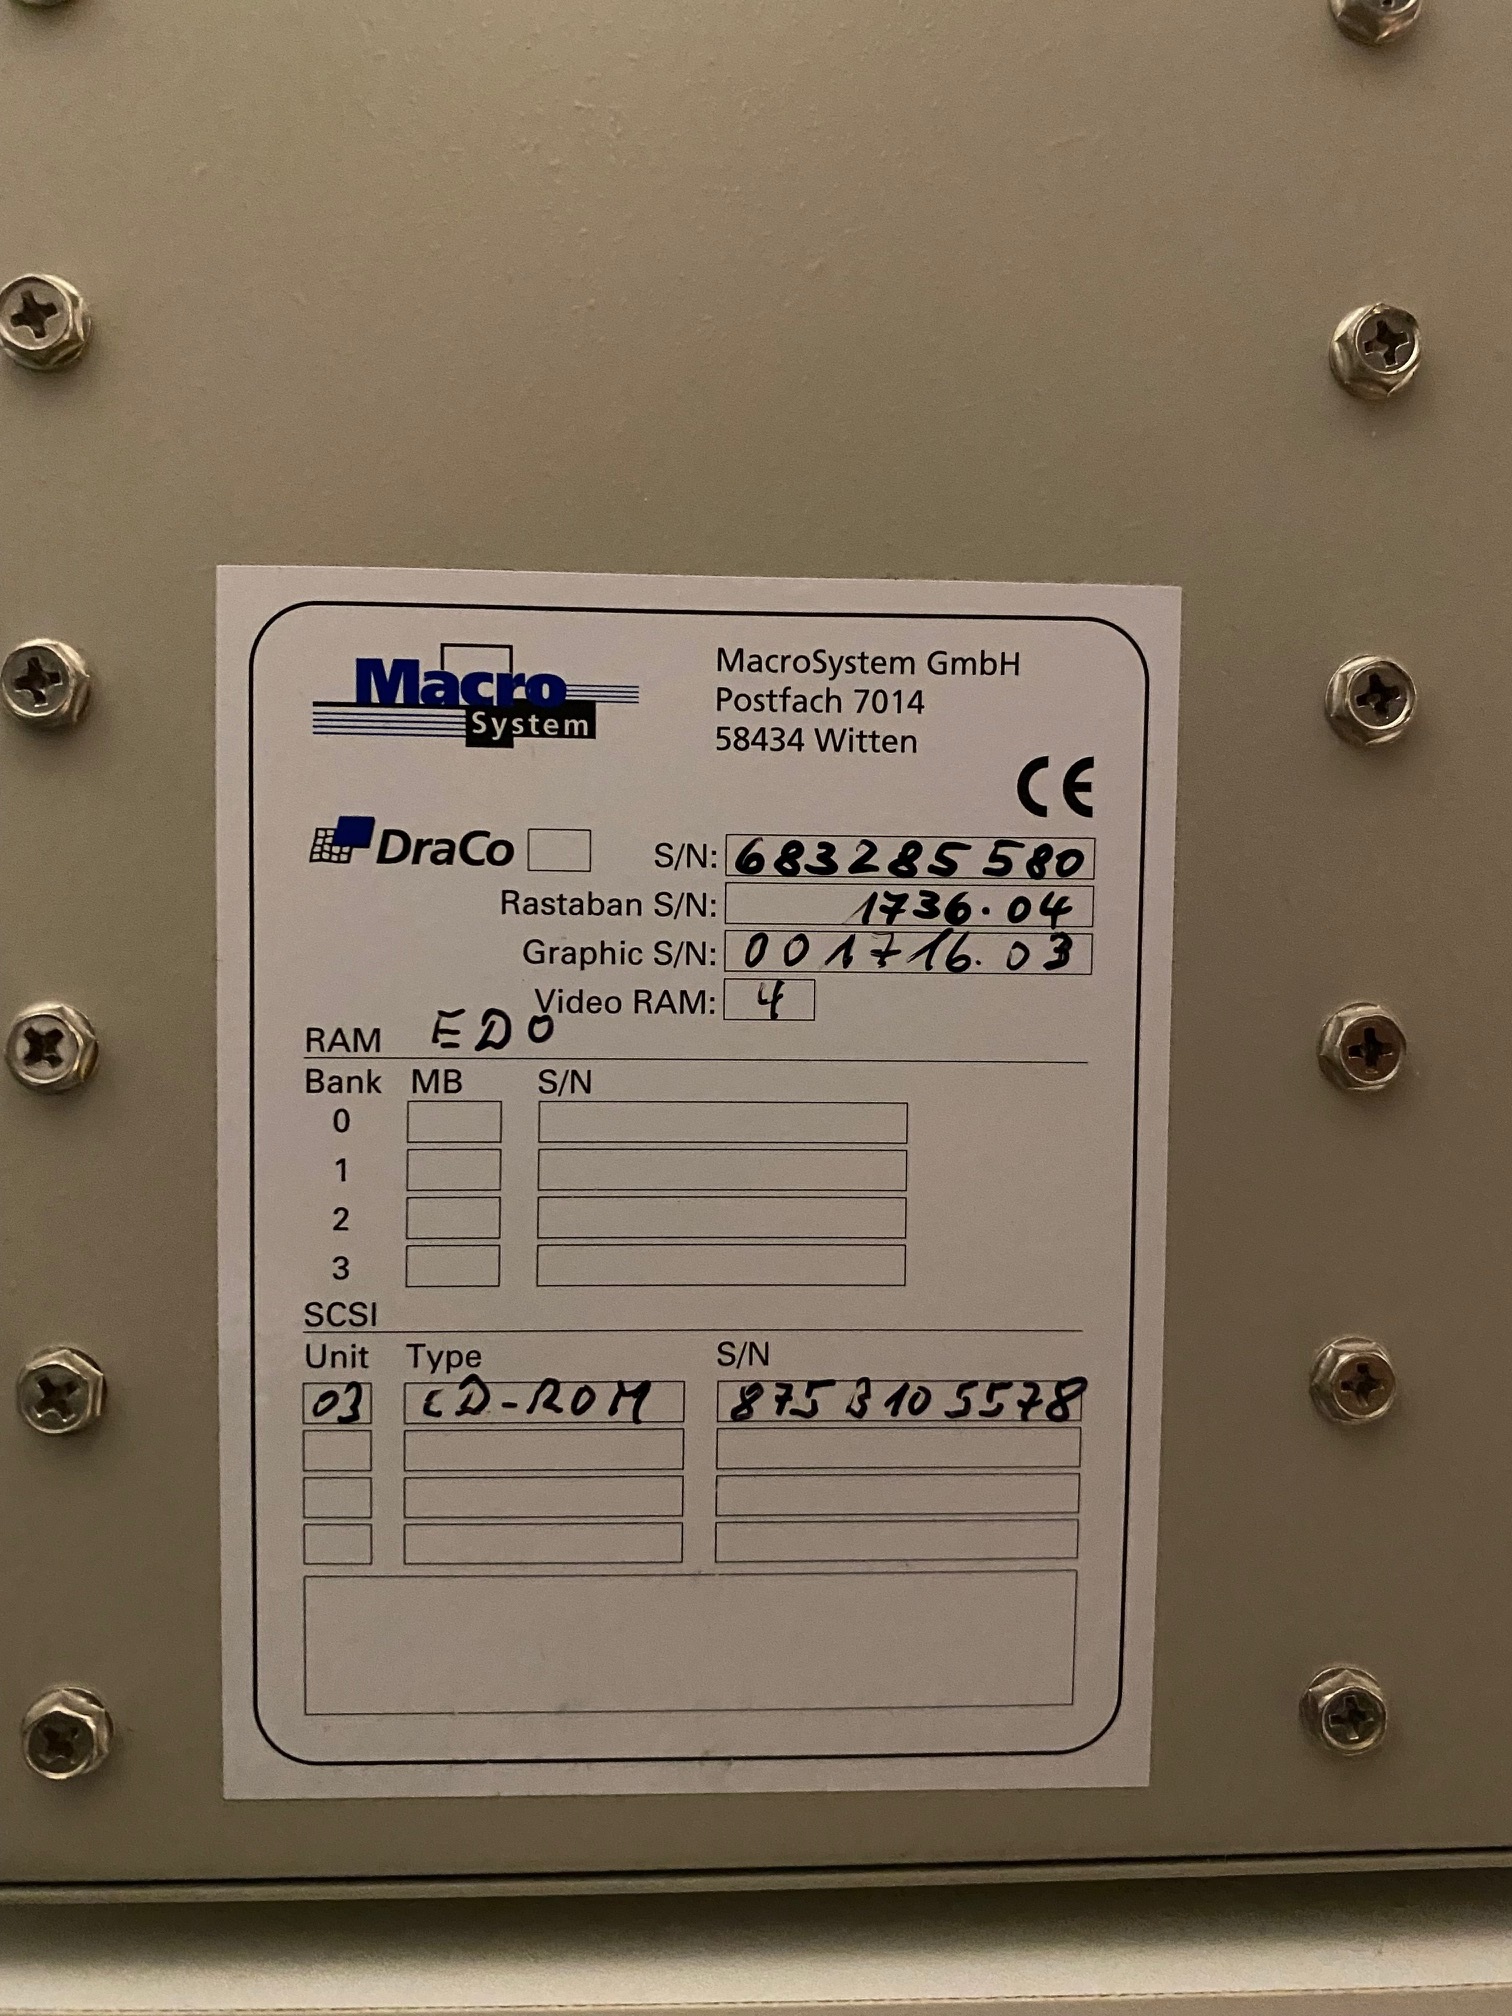 Macro
System
MacroSystem GmbH
Postfach 7014
58434 Witten
CE
DraCo
S/N: 683285580
Rastaban S/N: 1736.04
Graphic S/N: 001716.03
Video RAM: 4
RAM EDO
Bank MB S/N
0
1
2
3
SCSI
Unit Type S/N
03 CD-ROM 875B105578